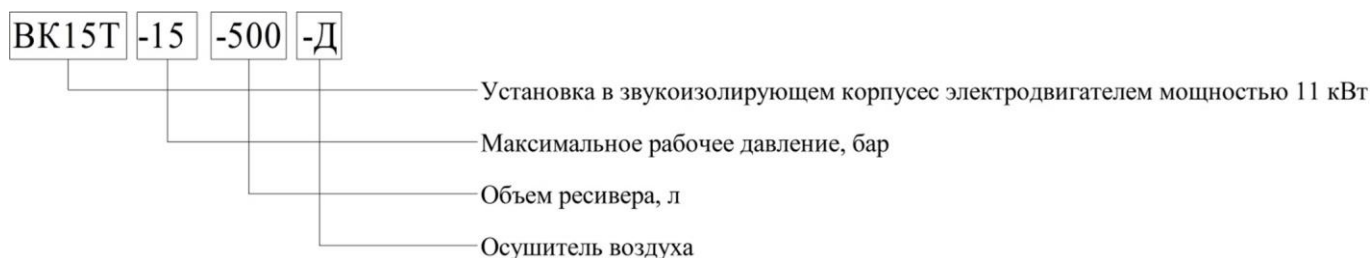 ВК15Т -15 -500 -Д
Установка в звукоизолирующем корпусес электродвигателем мощностью 11 кВт
Максимальное рабочее давление, бар
Объем ресивера, л
Осушитель воздуха